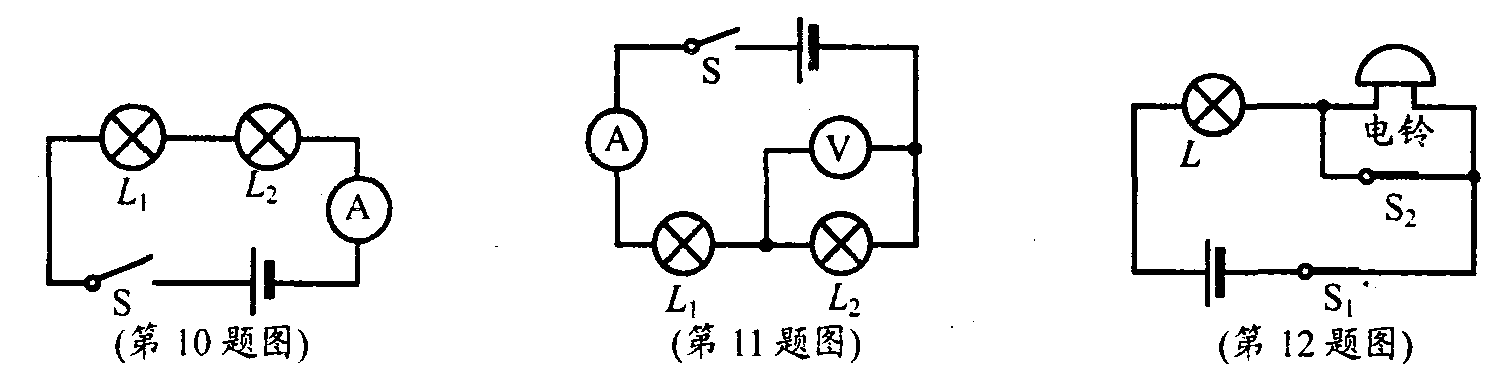 L₁
L₂
A
S
(第 10 题图)
S
A
V
L₁
L₂
(第 11 题图)
电铃
L
S₂
S₁
(第 12 题图)